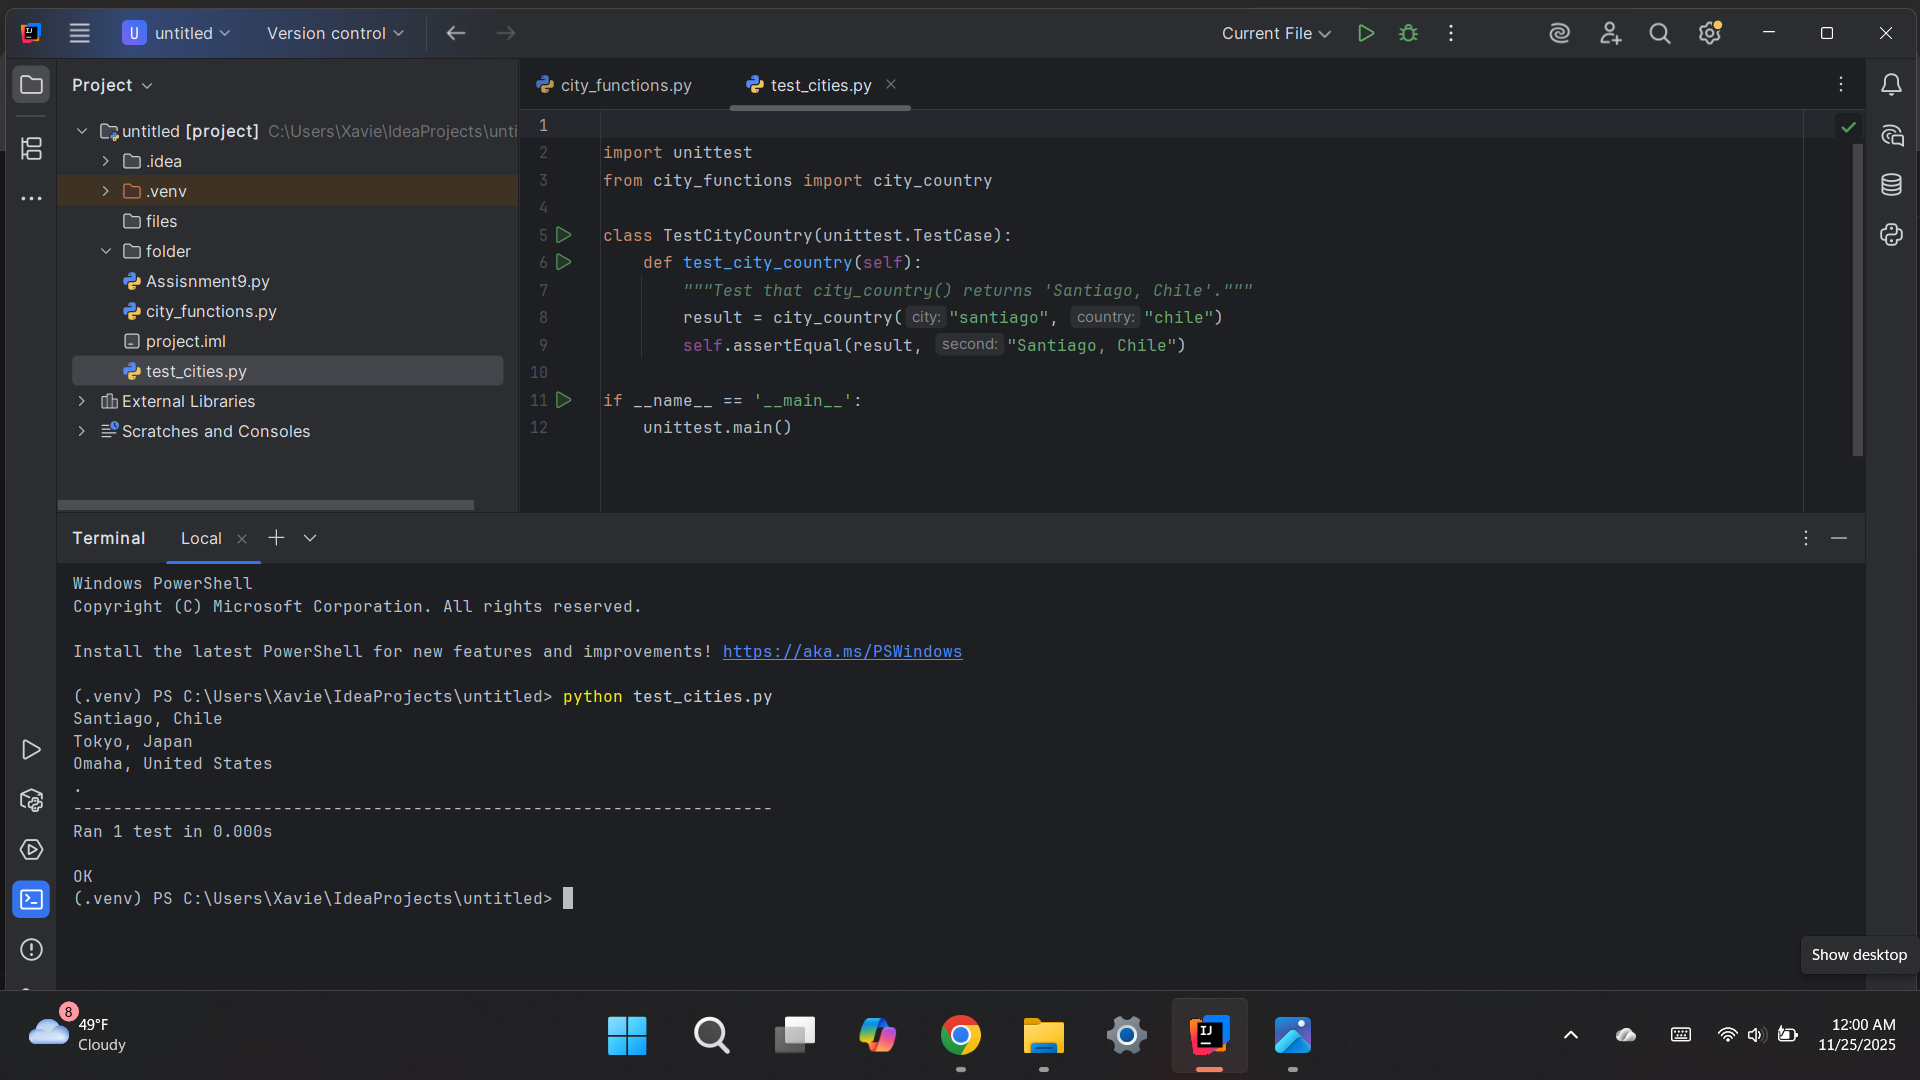 U untitled Version control Current File
Project
city_functions.py test_cities.py
untitled [project] C:\Users\Xavie\IdeaProjects\unti
.idea
.venv
files
folder
Assisnment9.py
city_functions.py
project.iml
test_cities.py
External Libraries
Scratches and Consoles
1
2 import unittest
3 from city_functions import city_country
4
5 class TestCityCountry(unittest.TestCase):
6 def test_city_country(self):
7 """Test that city_country() returns 'Santiago, Chile'."""
8 result = city_country( city: "santiago", country: "chile")
9 self.assertEqual(result, second: "Santiago, Chile")
10
11 if __name__ == '__main__':
12 unittest.main()
Terminal Local
Windows PowerShell
Copyright (C) Microsoft Corporation. All rights reserved.
Install the latest PowerShell for new features and improvements! https://aka.ms/PSWindows
(.venv) PS C:\Users\Xavie\IdeaProjects\untitled> python test_cities.py
Santiago, Chile
Tokyo, Japan
Omaha, United States
.
----------------------------------------------------------------------
Ran 1 test in 0.000s
OK
(.venv) PS C:\Users\Xavie\IdeaProjects\untitled>
Show desktop
8
49°F
Cloudy
IJ
12:00 AM
11/25/2025